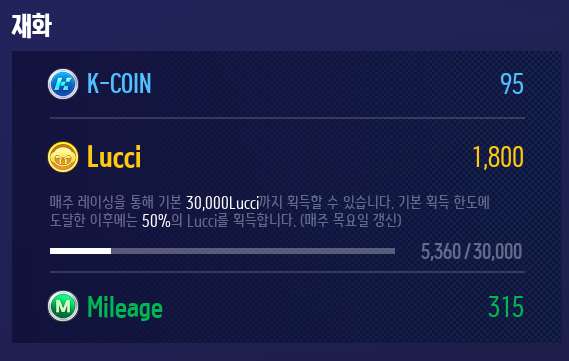 재화
K-COIN 95
Lucci 1,800
매주 레이싱을 통해 기본 30,000Lucci까지 획득할 수 있습니다. 기본 획득 한도에
도달한 이후에는 50%의 Lucci를 획득합니다. (매주 목요일 갱신)
5,360 / 30,000
M Mileage 315